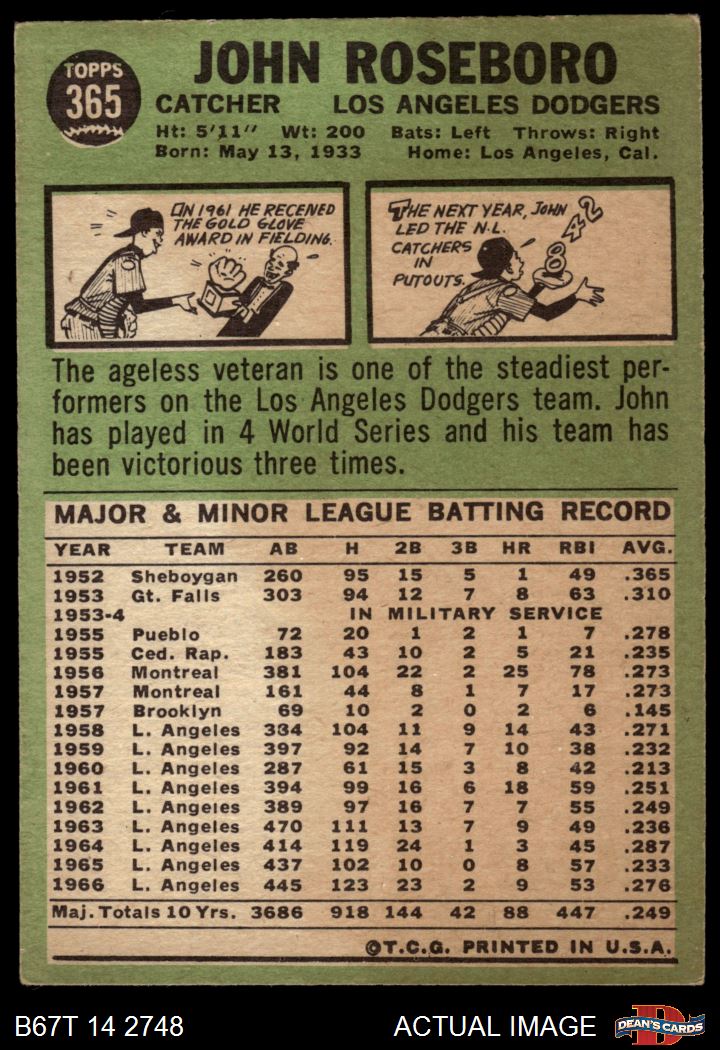 TOPPS
365
JOHN ROSEBORO
CATCHER LOS ANGELES DODGERS
Ht: 5'11" Wt: 200 Bats: Left Throws: Right
Born: May 13, 1933 Home: Los Angeles, Cal.
IN 1961 HE RECEIVED
THE GOLD GLOVE
AWARD IN FIELDING.
THE NEXT YEAR, JOHN
LED THE N.L.
CATCHERS
IN
PUTOUTS.
842
The ageless veteran is one of the steadiest per-
formers on the Los Angeles Dodgers team. John
has played in 4 World Series and his team has
been victorious three times.
MAJOR & MINOR LEAGUE BATTING RECORD
YEAR TEAM AB H 2B 3B HR RBI AVG.
1952 Sheboygan 260 95 15 5 1 49 .365
1953 Gt. Falls 303 94 12 7 8 63 .310
1953-4 IN MILITARY SERVICE
1955 Pueblo 72 20 1 2 1 7 .278
1955 Ced. Rap. 183 43 10 2 5 21 .235
1956 Montreal 381 104 22 2 25 78 .273
1957 Montreal 161 44 8 1 7 17 .273
1957 Brooklyn 69 10 2 0 2 6 .145
1958 L. Angeles 384 104 11 9 14 43 .271
1959 L. Angeles 397 92 14 7 10 38 .232
1960 L. Angeles 287 61 15 3 8 42 .213
1961 L. Angeles 394 99 16 6 18 59 .251
1962 L. Angeles 389 97 16 7 7 55 .249
1963 L. Angeles 470 111 13 7 9 49 .236
1964 L. Angeles 414 119 24 1 3 45 .287
1965 L. Angeles 437 102 10 0 8 57 .233
1966 L. Angeles 445 123 23 2 9 53 .276
Maj. Totals 10 Yrs. 3686 918 144 42 88 447 .249
©T.C.G. PRINTED IN U.S.A.
B67T 14 2748 ACTUAL IMAGE
D
DEAN'S CARDS